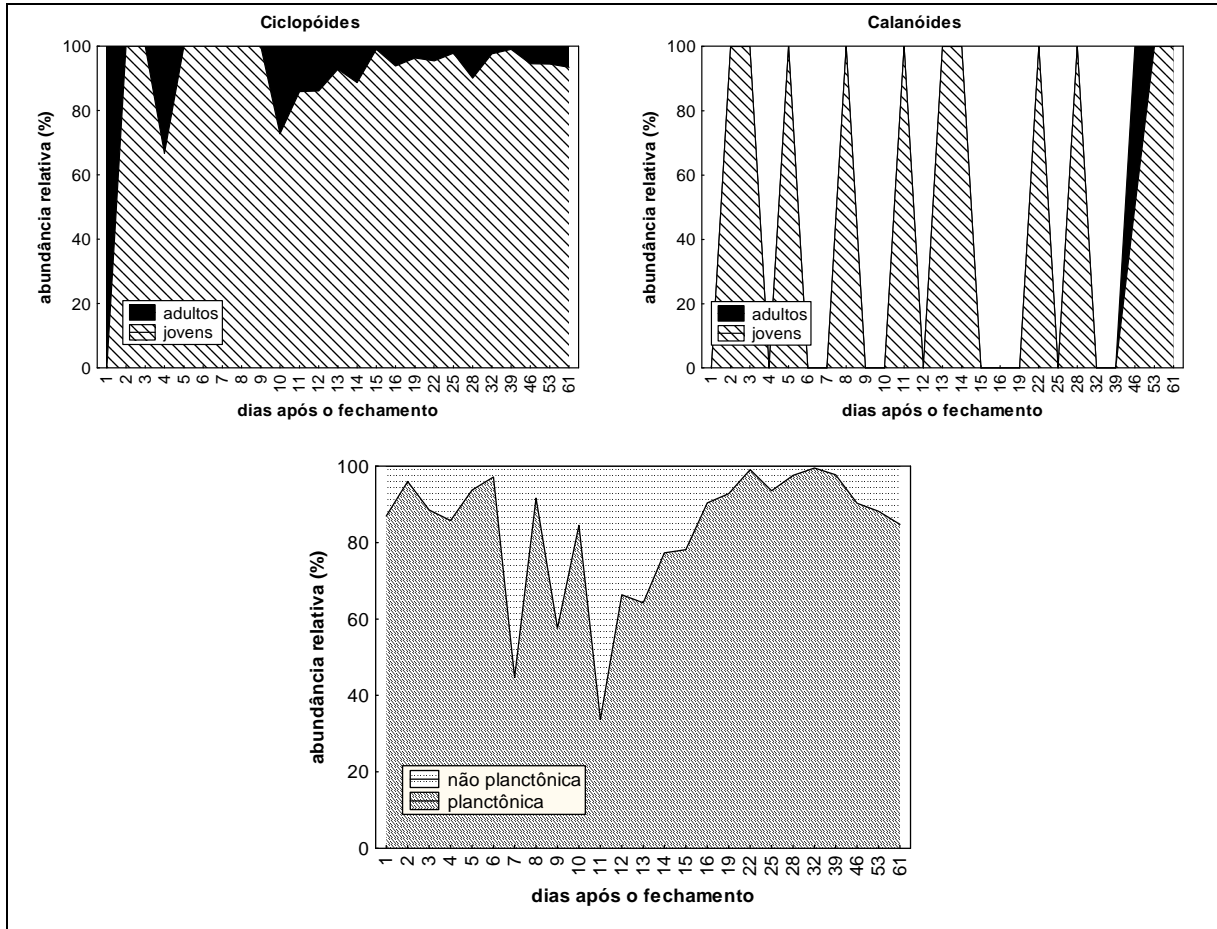 Ciclopóides
100
80
60
40
20
0
abundância relativa (%)
adultos
jovens
1 2 3 4 5 6 7 8 9 10 11 12 13 14 15 16 19 22 25 28 32 39 46 53 61
dias após o fechamento
Calanóides
100
80
60
40
20
0
abundância relativa (%)
adultos
jovens
1 2 3 4 5 6 7 8 9 10 11 12 13 14 15 16 19 22 25 28 32 39 46 53 61
dias após o fechamento
100
80
60
40
20
0
abundância relativa (%)
não planctônica
planctônica
1 2 3 4 5 6 7 8 9 10 11 12 13 14 15 16 19 22 25 28 32 39 46 53 61
dias após o fechamento